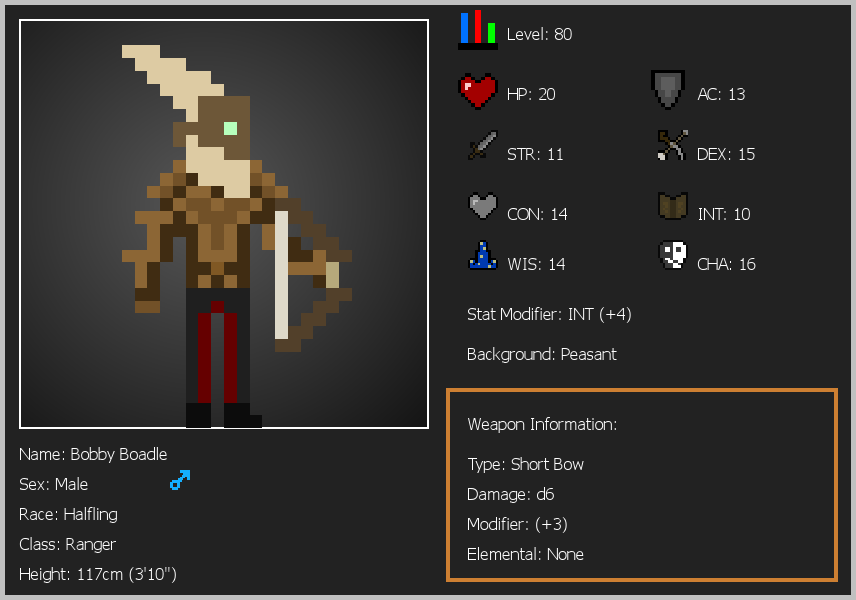 Level: 80
HP: 20
AC: 13
STR: 11
DEX: 15
CON: 14
INT: 10
WIS: 14
CHA: 16
Stat Modifier: INT (+4)
Background: Peasant
Weapon Information:
Type: Short Bow
Damage: d6
Modifier: (+3)
Elemental: None
Name: Bobby Boadle
Sex: Male
Race: Halfling
Class: Ranger
Height: 117cm (3'10")